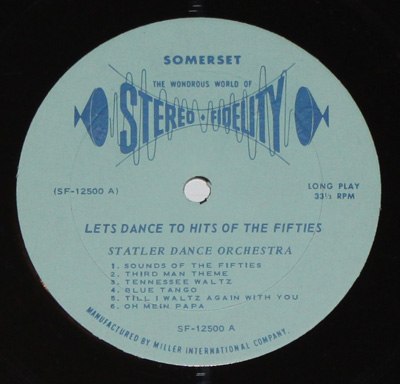 SOMERSET
THE WONDROUS WORLD OF
STEREO + FIDELITY
(SF-12500 A)
LONG PLAY
33⅓ RPM
LETS DANCE TO HITS OF THE FIFTIES
STATLER DANCE ORCHESTRA
1. SOUNDS OF THE FIFTIES
2. THIRD MAN THEME
3. TENNESSEE WALTZ
4. BLUE TANGO
5. TILL I WALTZ AGAIN WITH YOU
6. OH MEIN PAPA
SF-12500 A
MANUFACTURED BY MILLER INTERNATIONAL COMPANY.